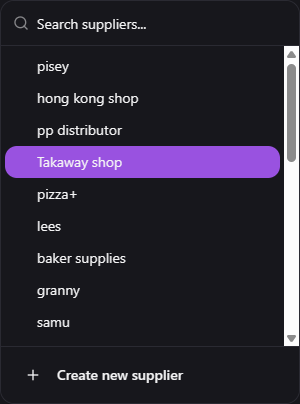 Search suppliers...
pisey
hong kong shop
pp distributor
Takaway shop
pizza+
lees
baker supplies
granny
samu
Create new supplier